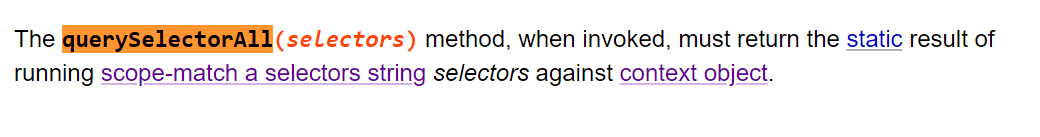 The querySelectorAll(selectors) method, when invoked, must return the static result of
running scope-match a selectors string selectors against context object.